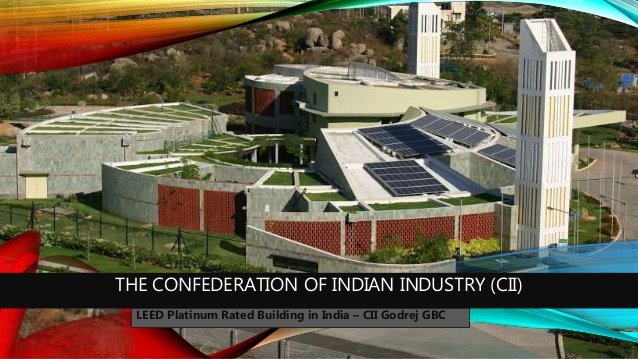 THE CONFEDERATION OF INDIAN INDUSTRY (CII)
LEED Platinum Rated Building in India – CII Godrej GBC